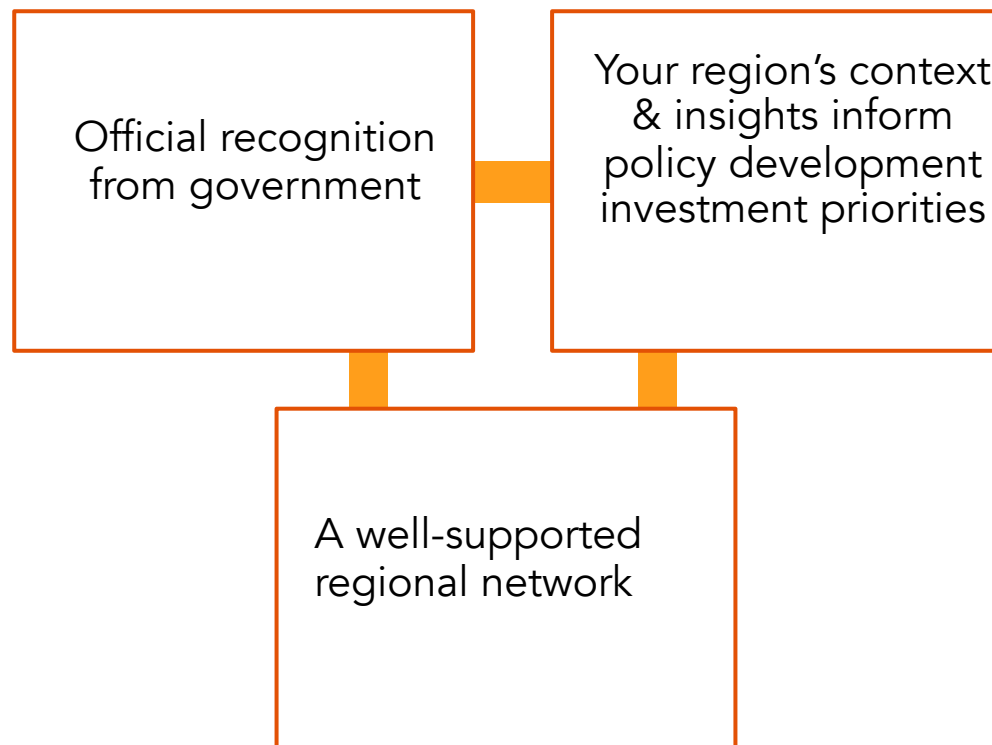 Official recognition
from government
Your region’s context
& insights inform
policy development
investment priorities
A well-supported
regional network